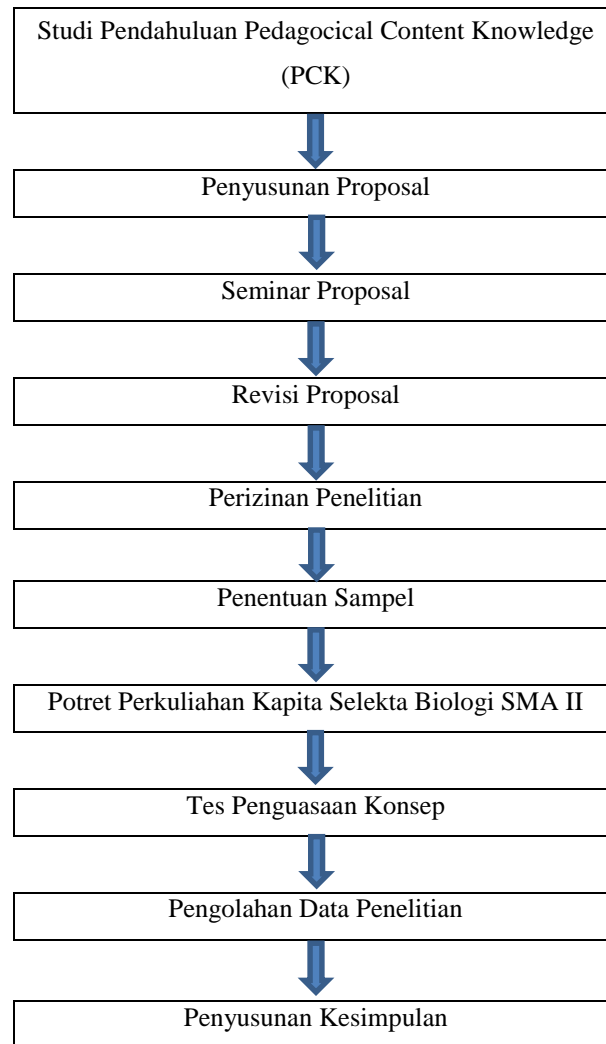 Studi Pendahuluan Pedagocical Content Knowledge
(PCK)
Penyusunan Proposal
Seminar Proposal
Revisi Proposal
Perizinan Penelitian
Penentuan Sampel
Potret Perkuliahan Kapita Selekta Biologi SMA II
Tes Penguasaan Konsep
Pengolahan Data Penelitian
Penyusunan Kesimpulan